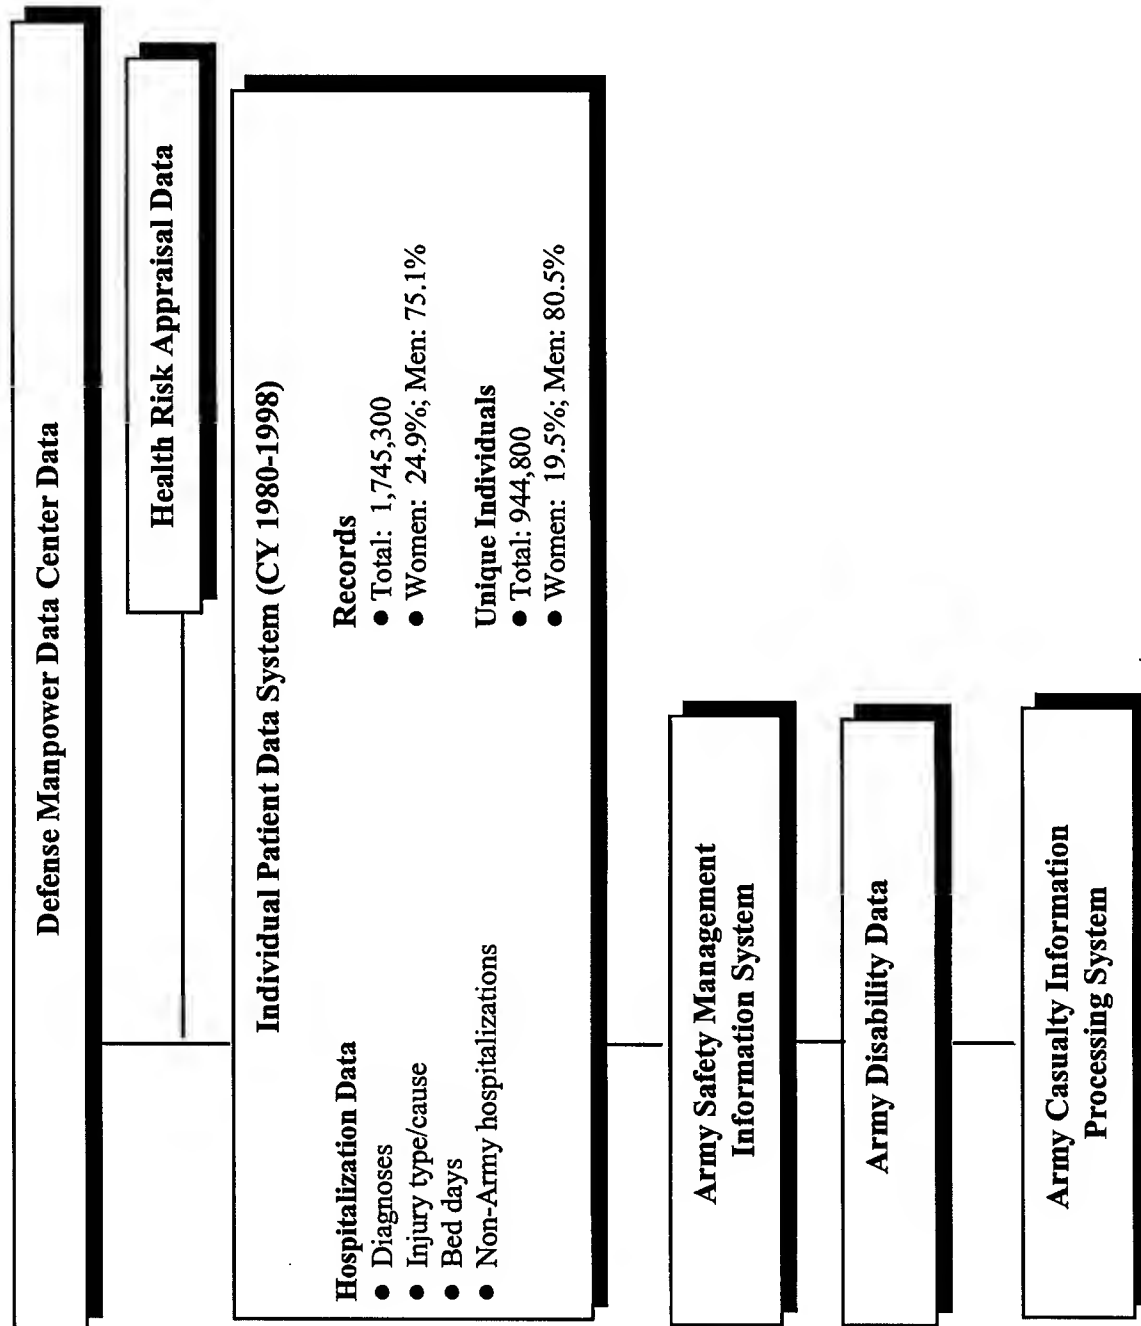 Defense Manpower Data Center Data
Health Risk Appraisal Data
Individual Patient Data System (CY 1980-1998)
Hospitalization Data
● Diagnoses
● Injury type/cause
● Bed days
● Non-Army hospitalizations
Records
● Total: 1,745,300
● Women: 24.9%; Men: 75.1%
Unique Individuals
● Total: 944,800
● Women: 19.5%; Men: 80.5%
Army Safety Management
Information System
Army Disability Data
Army Casualty Information
Processing System